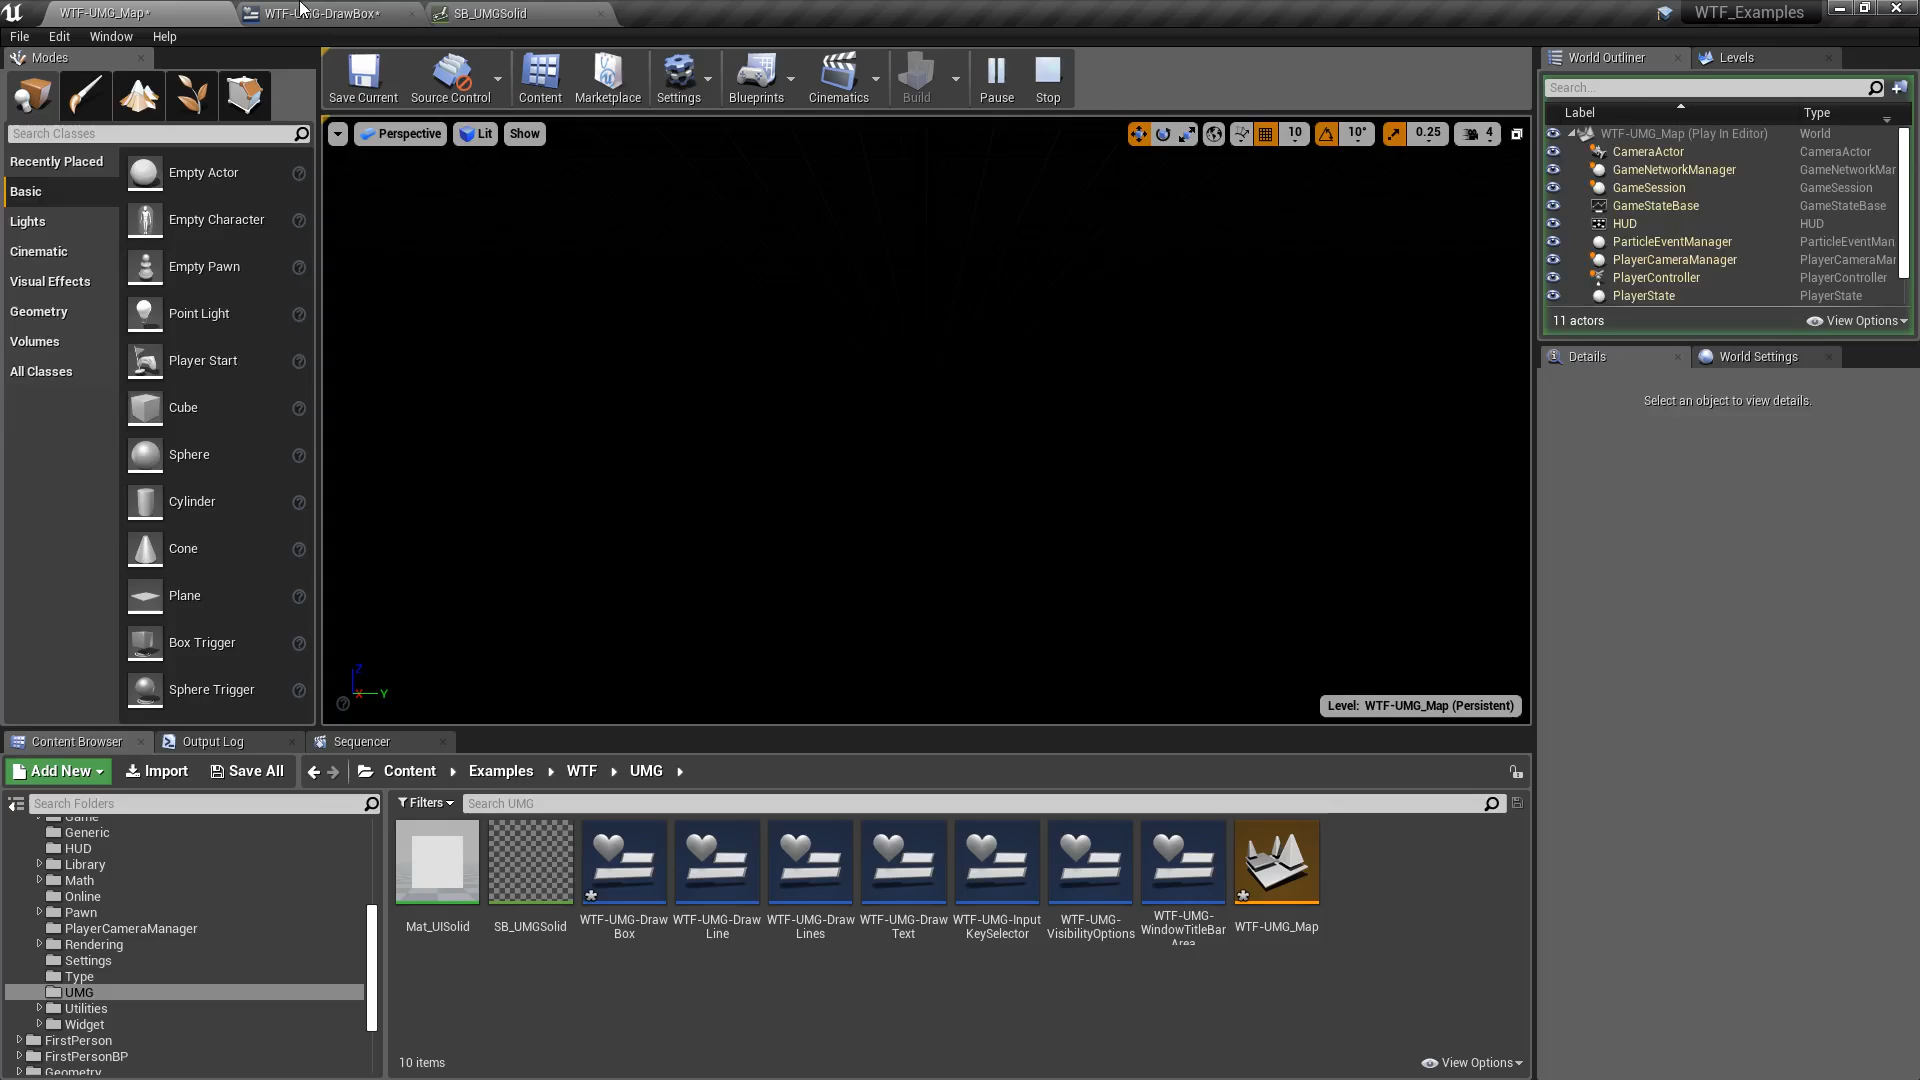 WTF-UMG_Map*
WTF-UMG-DrawBox*
SB_UMGSolid
WTF_Examples
File Edit Window Help
Modes
Save Current
Source Control
Content
Marketplace
Settings
Blueprints
Cinematics
Build
Pause
Stop
Search Classes
Recently Placed
Basic
Lights
Cinematic
Visual Effects
Geometry
Volumes
All Classes
Empty Actor
Empty Character
Empty Pawn
Point Light
Player Start
Cube
Sphere
Cylinder
Cone
Plane
Box Trigger
Sphere Trigger
Perspective Lit Show
10 10° 0.25 4
Z
X Y
Level: WTF-UMG_Map (Persistent)
World Outliner Levels
Search...
Label Type
WTF-UMG_Map (Play In Editor) World
CameraActor CameraActor
GameNetworkManager GameNetworkMar
GameSession GameSession
GameStateBase GameStateBase
HUD HUD
ParticleEventManager ParticleEventMan
PlayerCameraManager PlayerCameraMar
PlayerController PlayerController
PlayerState PlayerState
11 actors View Options
Details World Settings
Select an object to view details.
Content Browser Output Log Sequencer
Add New Import Save All Content Examples WTF UMG
Search Folders
Game
Generic
HUD
Library
Math
Online
Pawn
PlayerCameraManager
Rendering
Settings
Type
UMG
Utilities
Widget
FirstPerson
FirstPersonBP
Geometry
Filters Search UMG
Mat_UISolid
SB_UMGSolid
WTF-UMG-Draw
Box
WTF-UMG-Draw
Line
WTF-UMG-Draw
Lines
WTF-UMG-Draw
Text
WTF-UMG-Input
KeySelector
WTF-UMG-
VisibilityOptions
WTF-UMG-
WindowTitleBar
Area
WTF-UMG_Map
10 items View Options